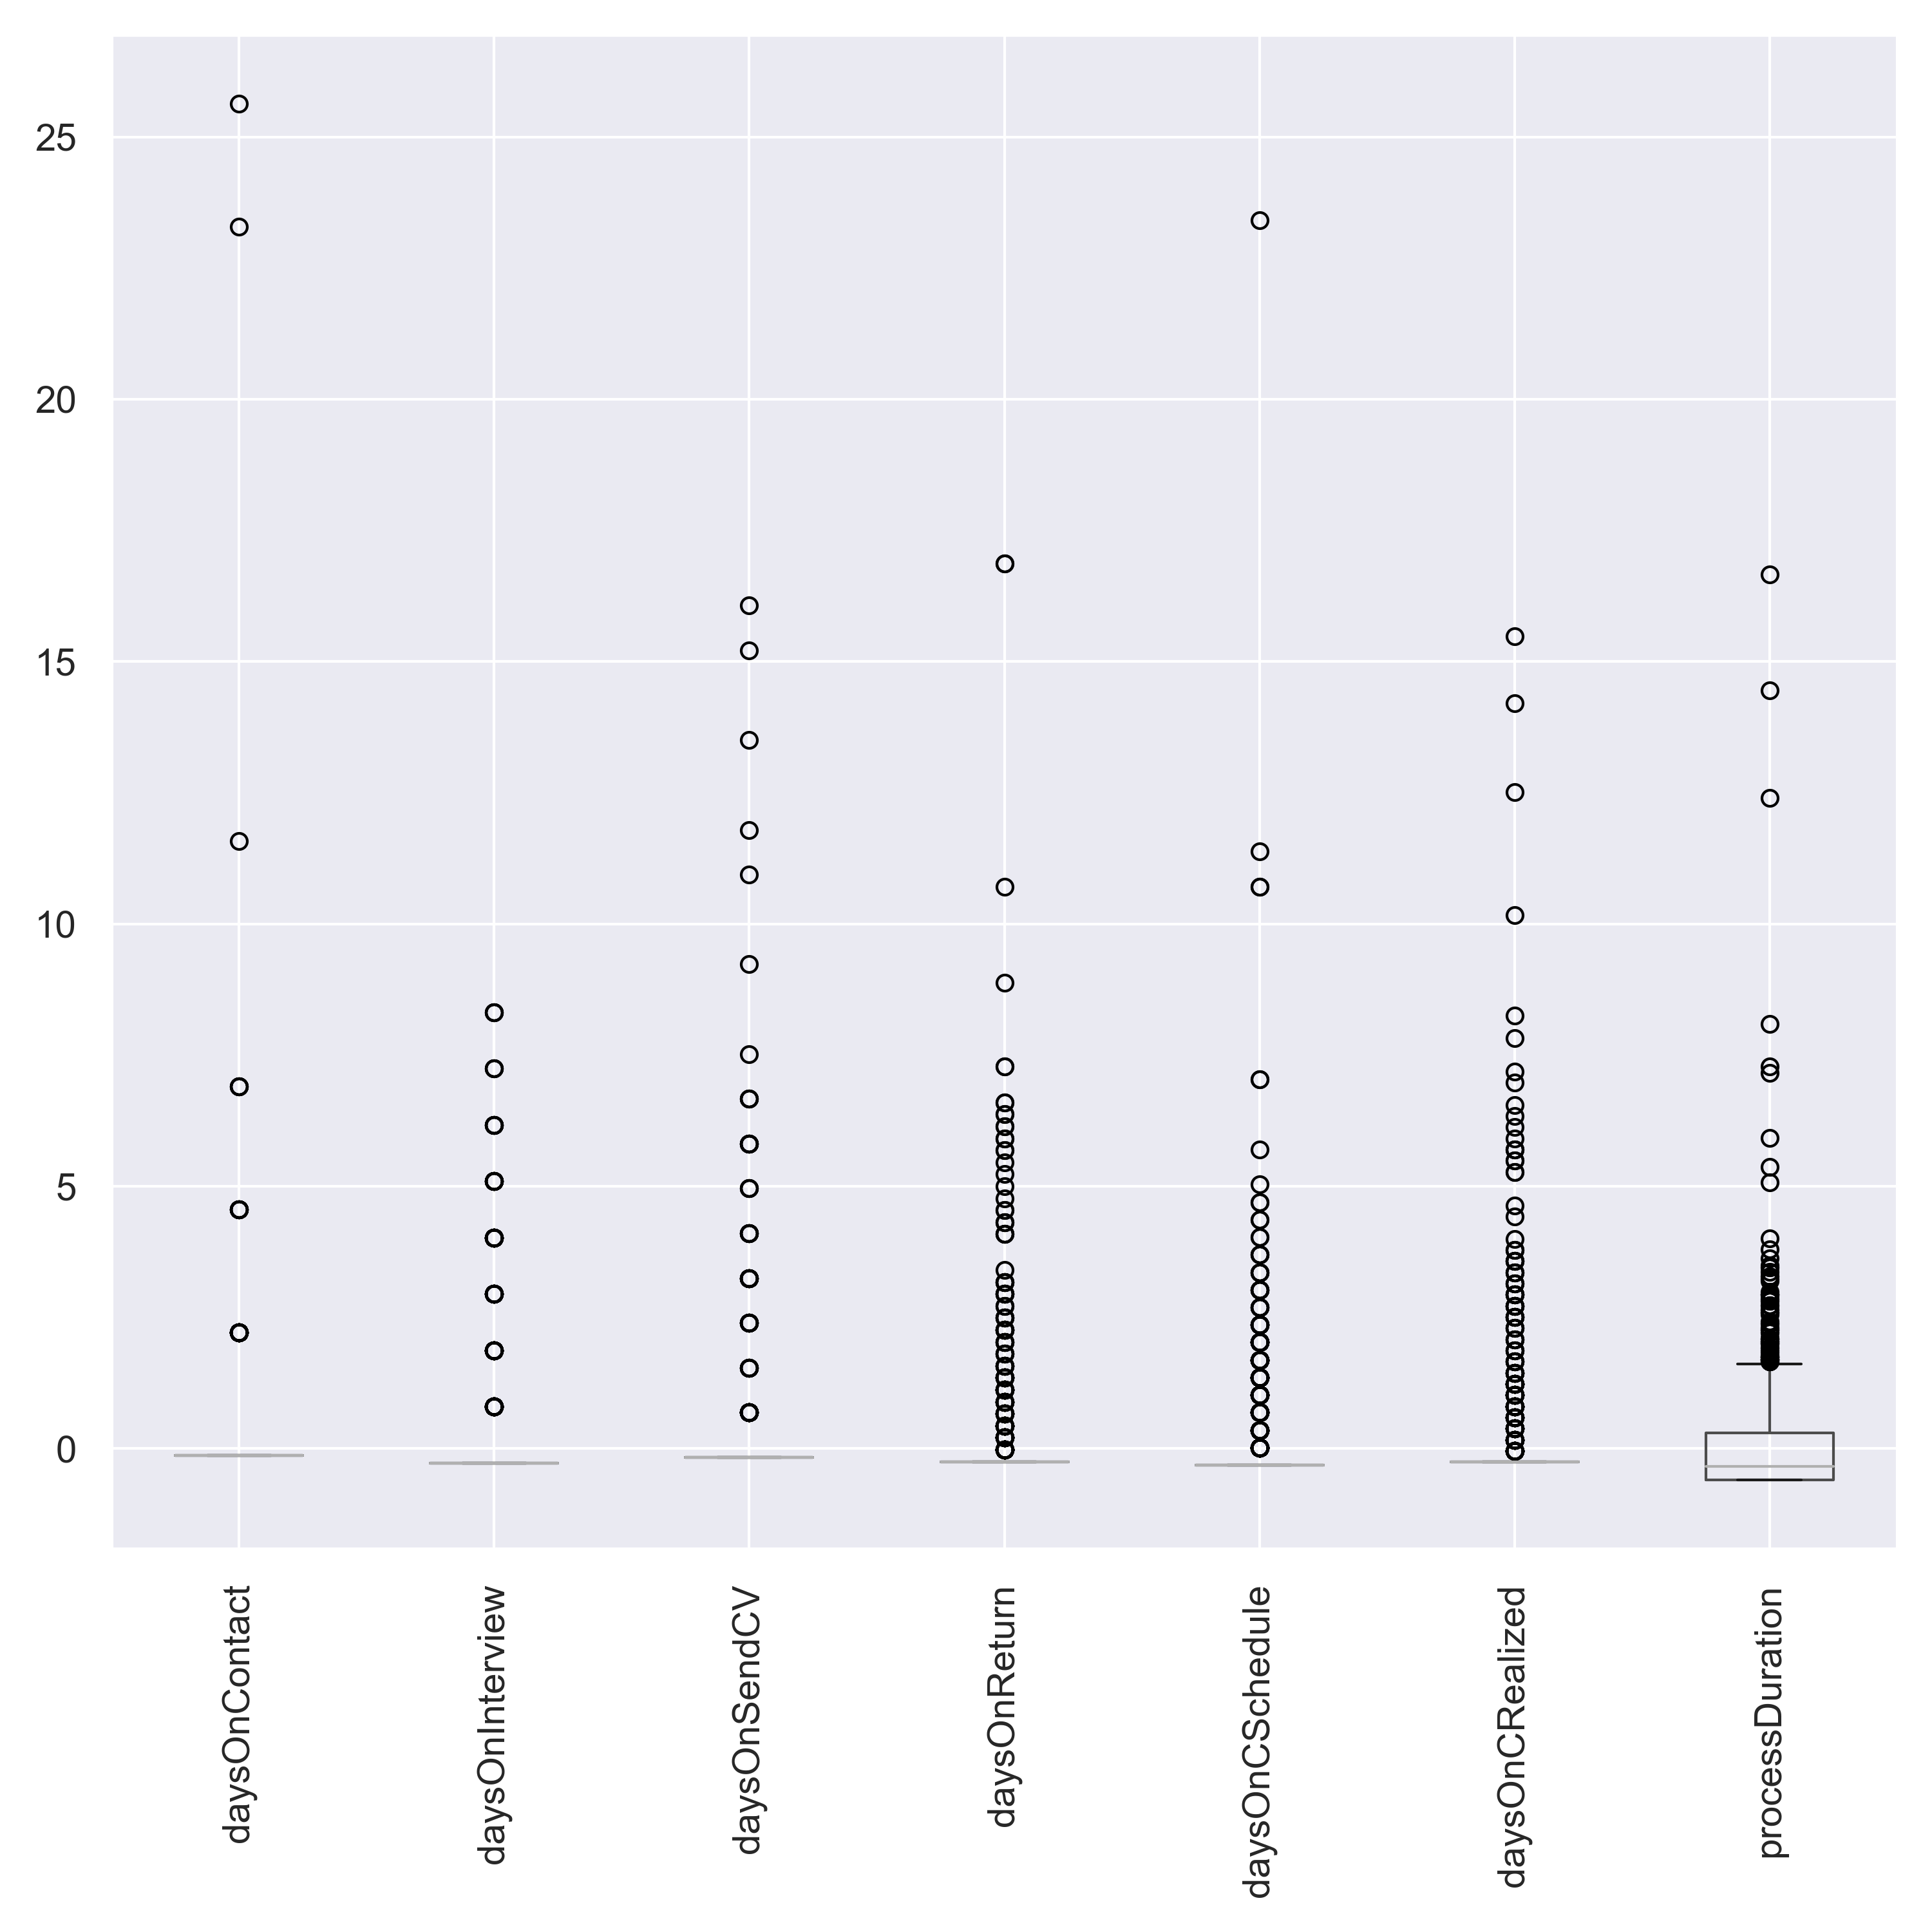 25
20
15
10
5
0
daysOnContact
daysOnInterview
daysOnSendCV
daysOnReturn
daysOnCSchedule
daysOnCRealized
processDuration